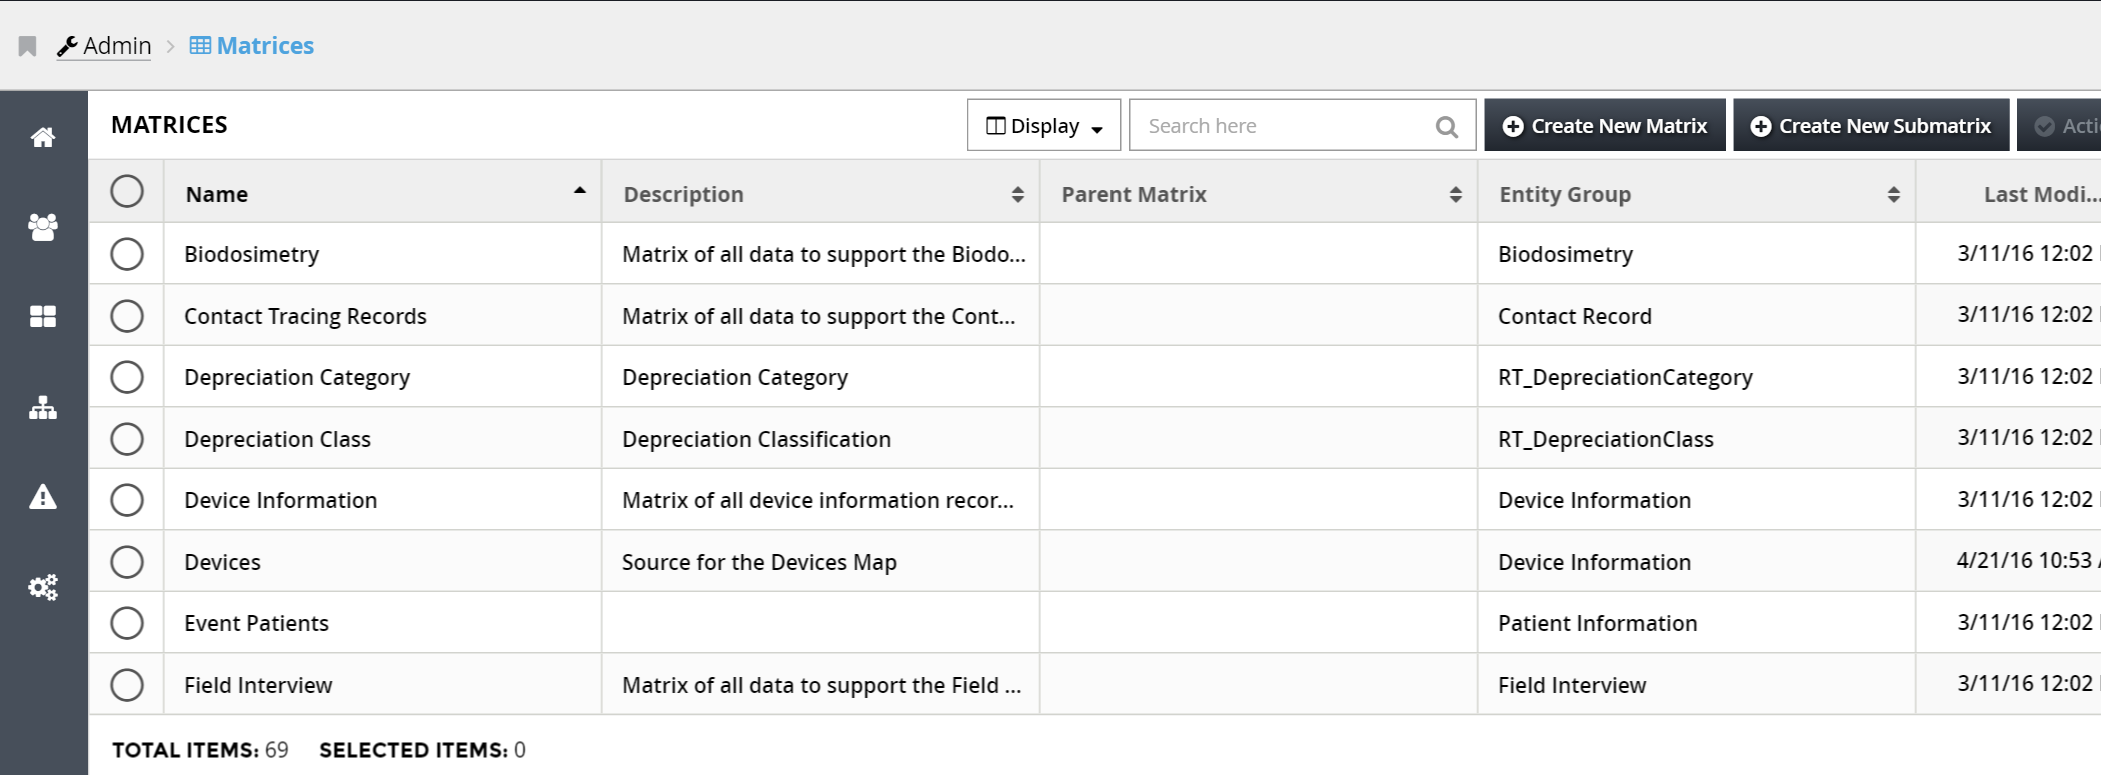 Admin > Matrices
MATRICES Display Search here Create New Matrix Create New Submatrix
Name Description Parent Matrix Entity Group Last Modi...
Biodosimetry Matrix of all data to support the Biodo... Biodosimetry 3/11/16 12:02
Contact Tracing Records Matrix of all data to support the Cont... Contact Record 3/11/16 12:02
Depreciation Category Depreciation Category RT_DepreciationCategory 3/11/16 12:02
Depreciation Class Depreciation Classification RT_DepreciationClass 3/11/16 12:02
Device Information Matrix of all device information recor... Device Information 3/11/16 12:02
Devices Source for the Devices Map Device Information 4/21/16 10:53
Event Patients Patient Information 3/11/16 12:02
Field Interview Matrix of all data to support the Field ... Field Interview 3/11/16 12:02
TOTAL ITEMS: 69 SELECTED ITEMS: 0